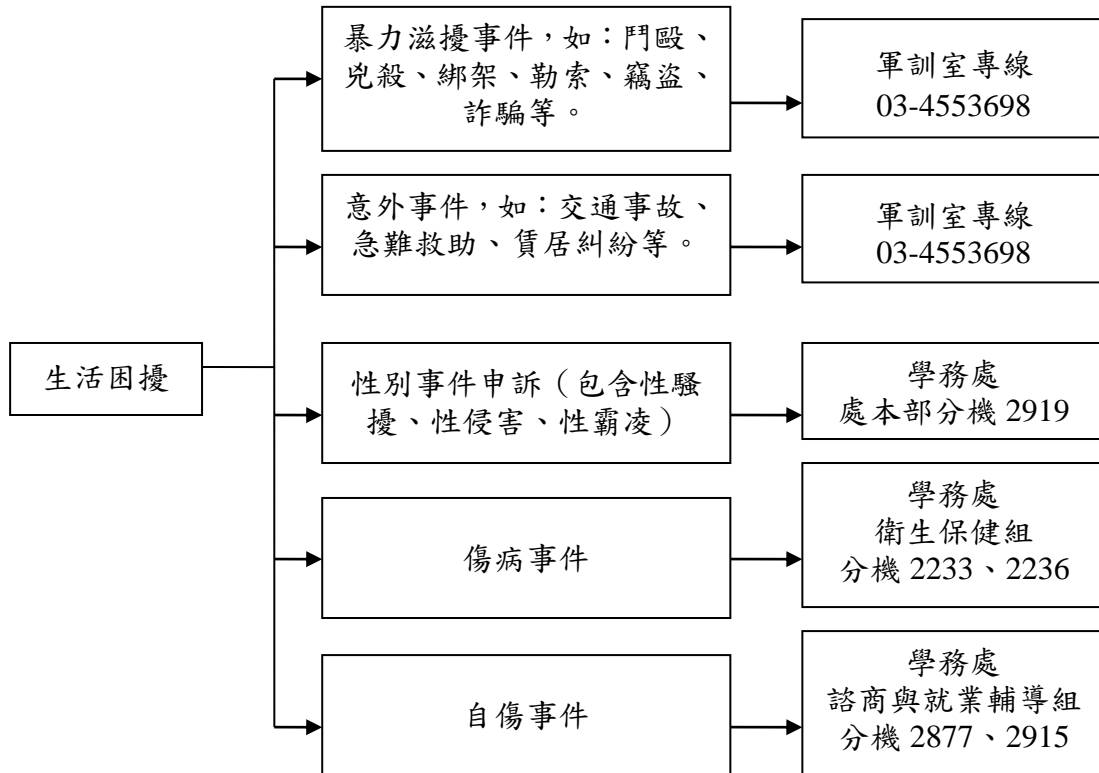 暴力滋擾事件，如：鬥毆、
兇殺、綁架、勒索、竊盜、
詐騙等。
軍訓室專線
03-4553698
意外事件，如：交通事故、
急難救助、賃居糾紛等。
軍訓室專線
03-4553698
生活困擾
性別事件申訴（包含性騷
擾、性侵害、性霸凌）
學務處
處本部分機 2919
傷病事件
學務處
衛生保健組
分機 2233、2236
自傷事件
學務處
諮商與就業輔導組
分機 2877、2915